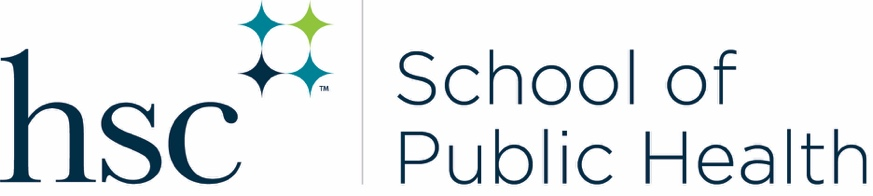 hsc™
School of
Public Health